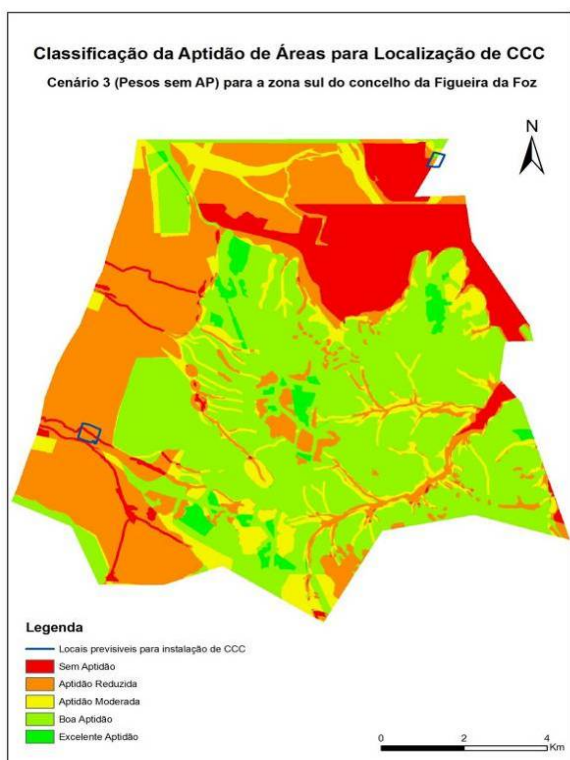 Classificação da Aptidão de Áreas para Localização de CCC
Cenário 3 (Pesos sem AP) para a zona sul do concelho da Figueira da Foz
N
Legenda
Locais previsiveis para instalação de CCC
Sem Aptidão
Aptidão Reduzida
Aptidão Moderada
Boa Aptidão
Excelente Aptidão
0 2 4
Km